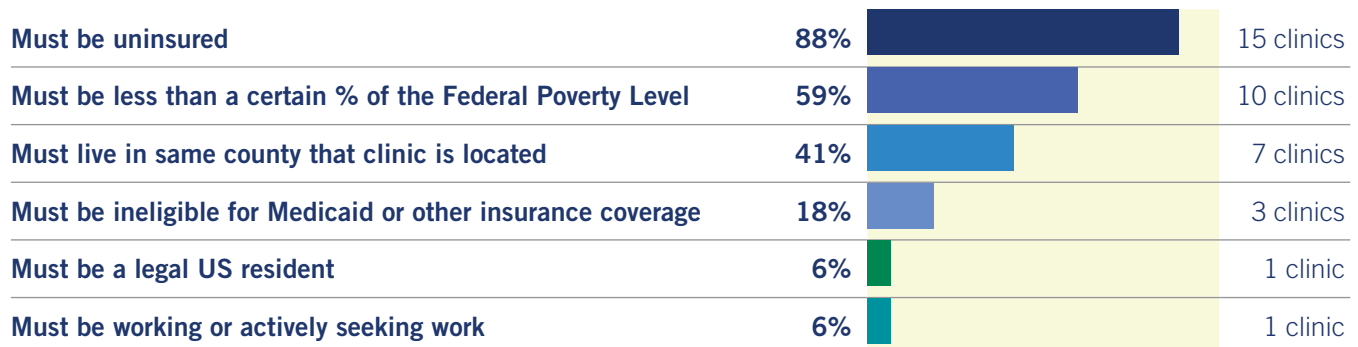 Must be uninsured 88% 15 clinics
Must be less than a certain % of the Federal Poverty Level 59% 10 clinics
Must live in same county that clinic is located 41% 7 clinics
Must be ineligible for Medicaid or other insurance coverage 18% 3 clinics
Must be a legal US resident 6% 1 clinic
Must be working or actively seeking work 6% 1 clinic